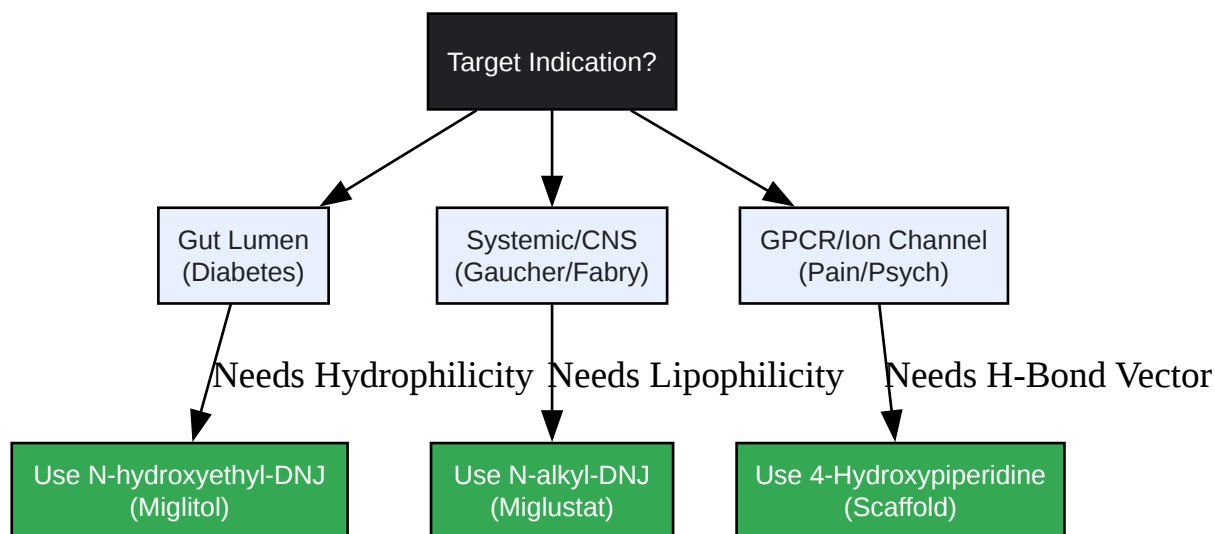 Target Indication?
Gut Lumen
(Diabetes)
Systemic/CNS
(Gaucher/Fabry)
GPCR/Ion Channel
(Pain/Psych)
Needs Hydrophilicity
Needs Lipophilicity
Needs H-Bond Vector
Use N-hydroxyethyl-DNJ
(Miglitol)
Use N-alkyl-DNJ
(Miglustat)
Use 4-Hydroxypiperidine
(Scaffold)